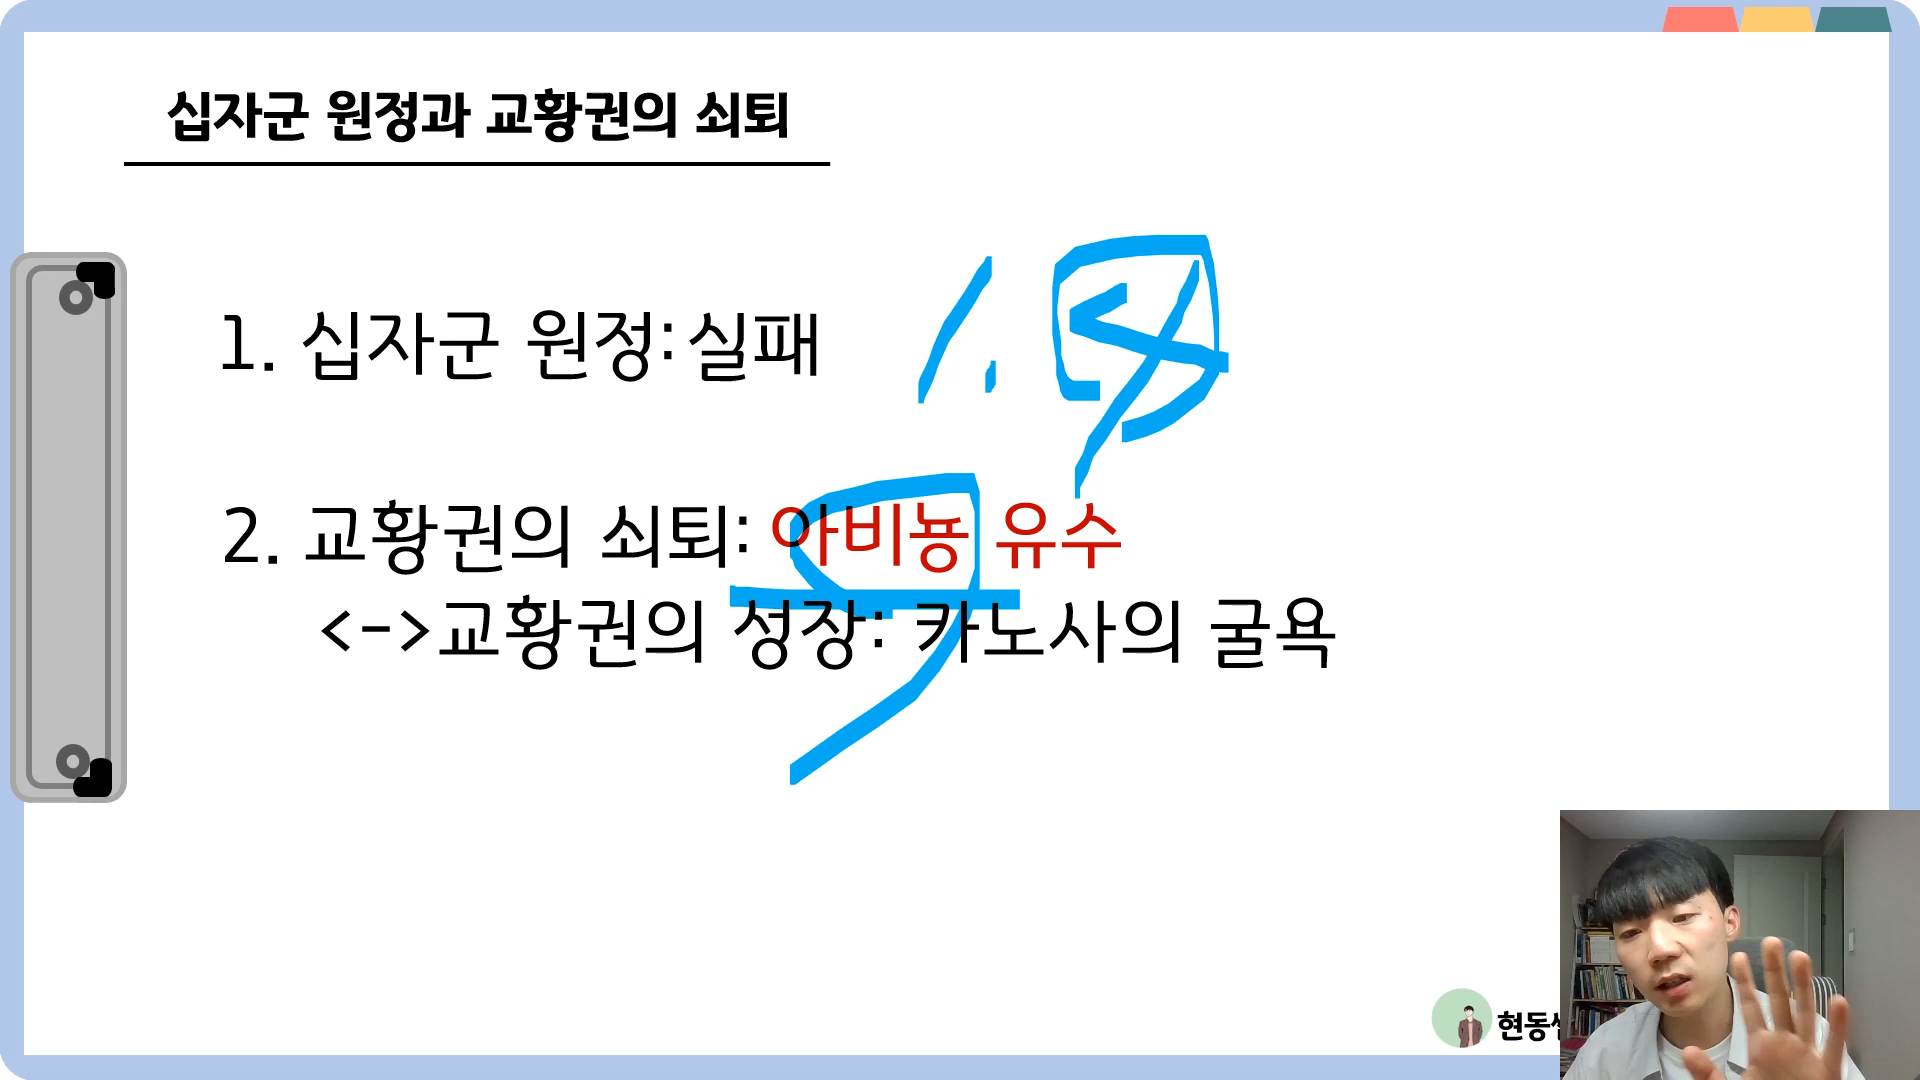 십자군 원정과 교황권의 쇠퇴
1. 십자군 원정: 실패
1.
2. 교황권의 쇠퇴: 아비뇽 유수
<->교황권의 성장: 카노사의 굴욕
현동